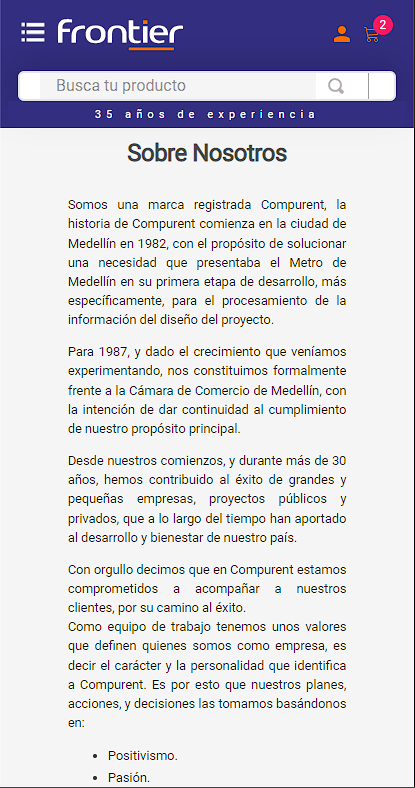 frontier
2
Busca tu producto
35 años de experiencia
Sobre Nosotros
Somos una marca registrada Compurent, la
historia de Compurent comienza en la ciudad de
Medellín en 1982, con el propósito de solucionar
una necesidad que presentaba el Metro de
Medellín en su primera etapa de desarrollo, más
específicamente, para el procesamiento de la
información del diseño del proyecto.
Para 1987, y dado el crecimiento que veníamos
experimentando, nos constituimos formalmente
frente a la Cámara de Comercio de Medellín, con
la intención de dar continuidad al cumplimiento
de nuestro propósito principal.
Desde nuestros comienzos, y durante más de 30
años, hemos contribuido al éxito de grandes y
pequeñas empresas, proyectos públicos y
privados, que a lo largo del tiempo han aportado
al desarrollo y bienestar de nuestro país.
Con orgullo decimos que en Compurent estamos
comprometidos a acompañar a nuestros
clientes, por su camino al éxito.
Como equipo de trabajo tenemos unos valores
que definen quienes somos como empresa, es
decir el carácter y la personalidad que identifica
a Compurent. Es por esto que nuestros planes,
acciones, y decisiones las tomamos basándonos
en:
• Positivismo.
• Pasión.